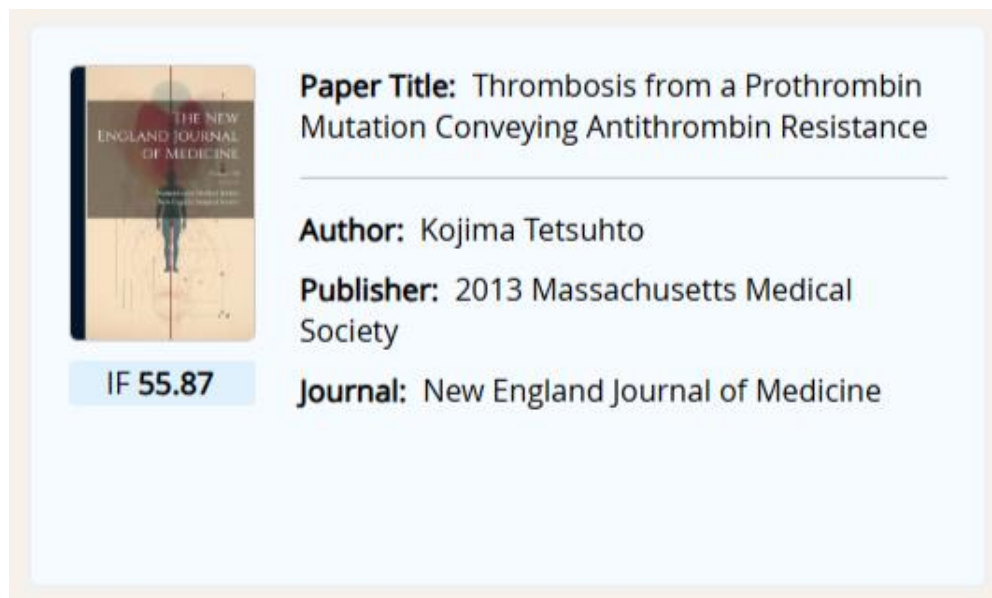 THE NEW
ENGLAND JOURNAL
OF MEDICINE
IF 55.87
Paper Title: Thrombosis from a Prothrombin
Mutation Conveying Antithrombin Resistance
Author: Kojima Tetsuhto
Publisher: 2013 Massachusetts Medical
Society
Journal: New England Journal of Medicine